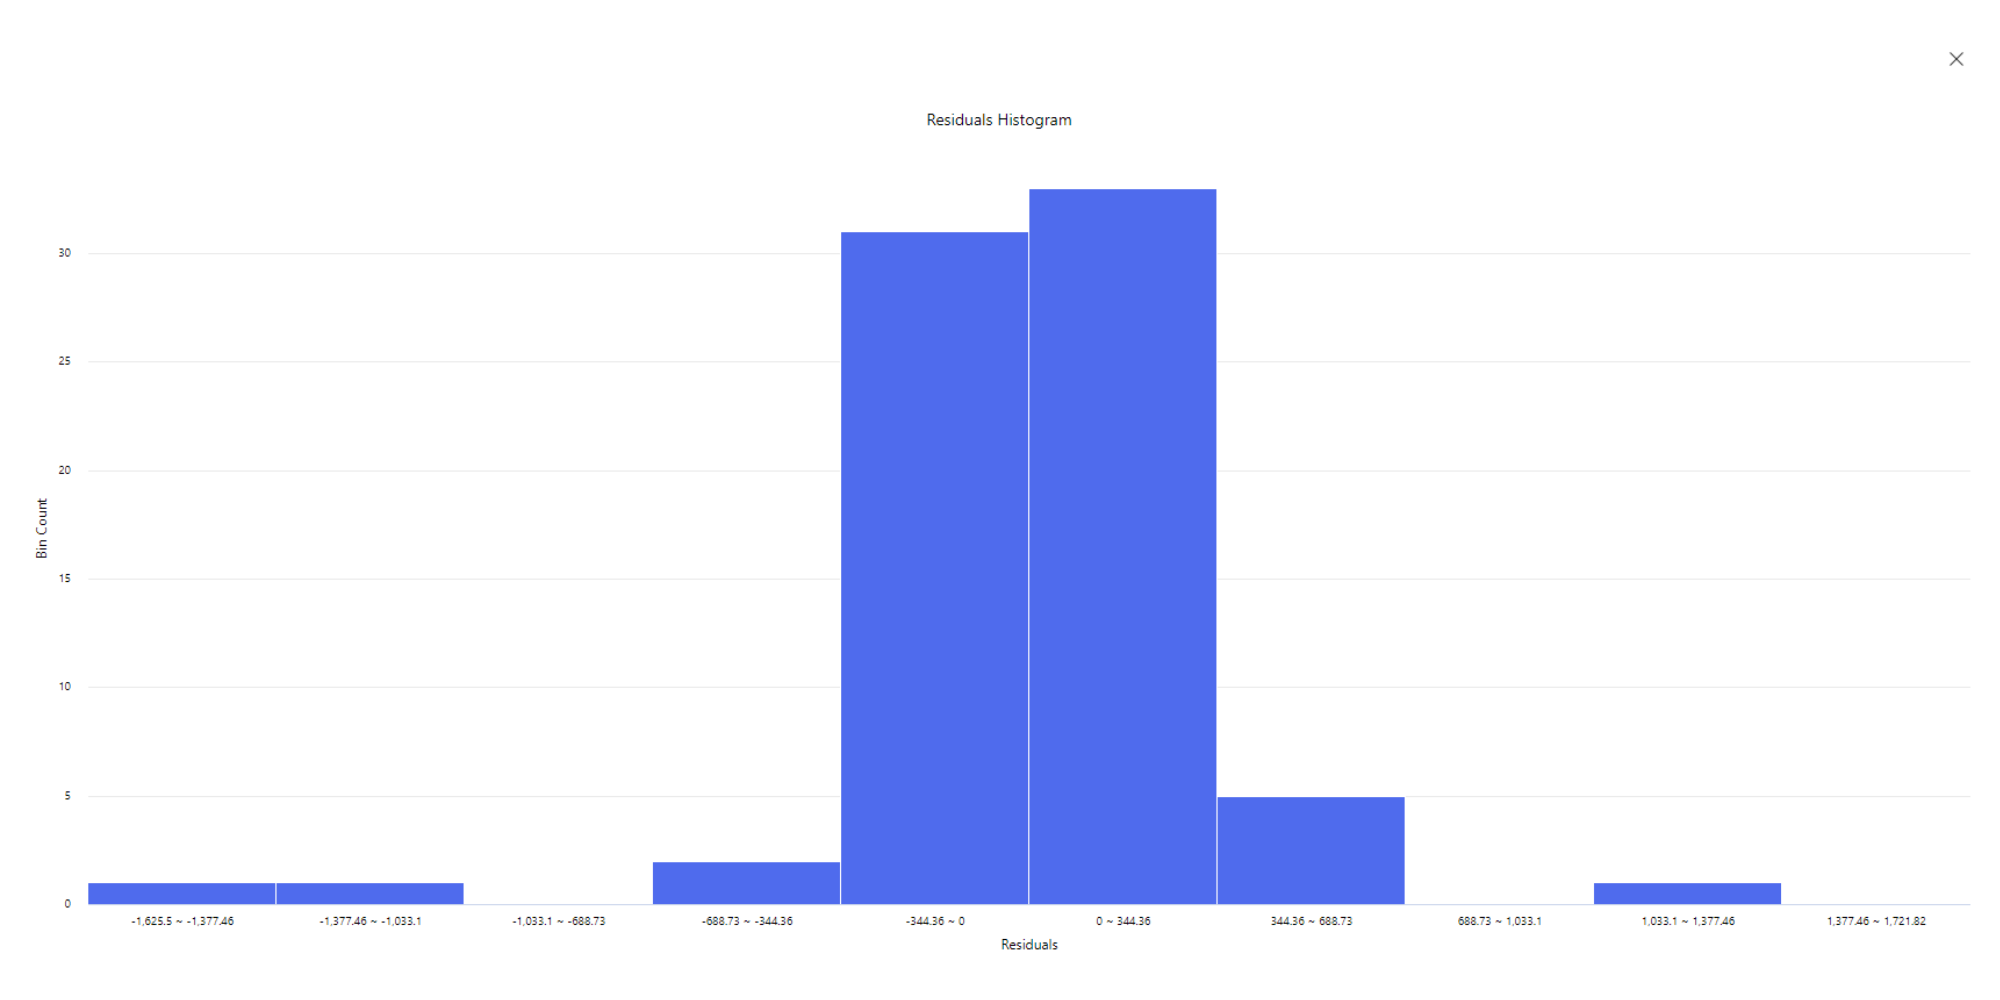 Residuals Histogram
30
25
20
15
10
5
0
Bin Count
-1,625.5 ~ -1,377.46
-1,377.46 ~ -1,033.1
-1,033.1 ~ -688.73
-688.73 ~ -344.36
-344.36 ~ 0
0 ~ 344.36
344.36 ~ 688.73
688.73 ~ 1,033.1
1,033.1 ~ 1,377.46
1,377.46 ~ 1,721.82
Residuals